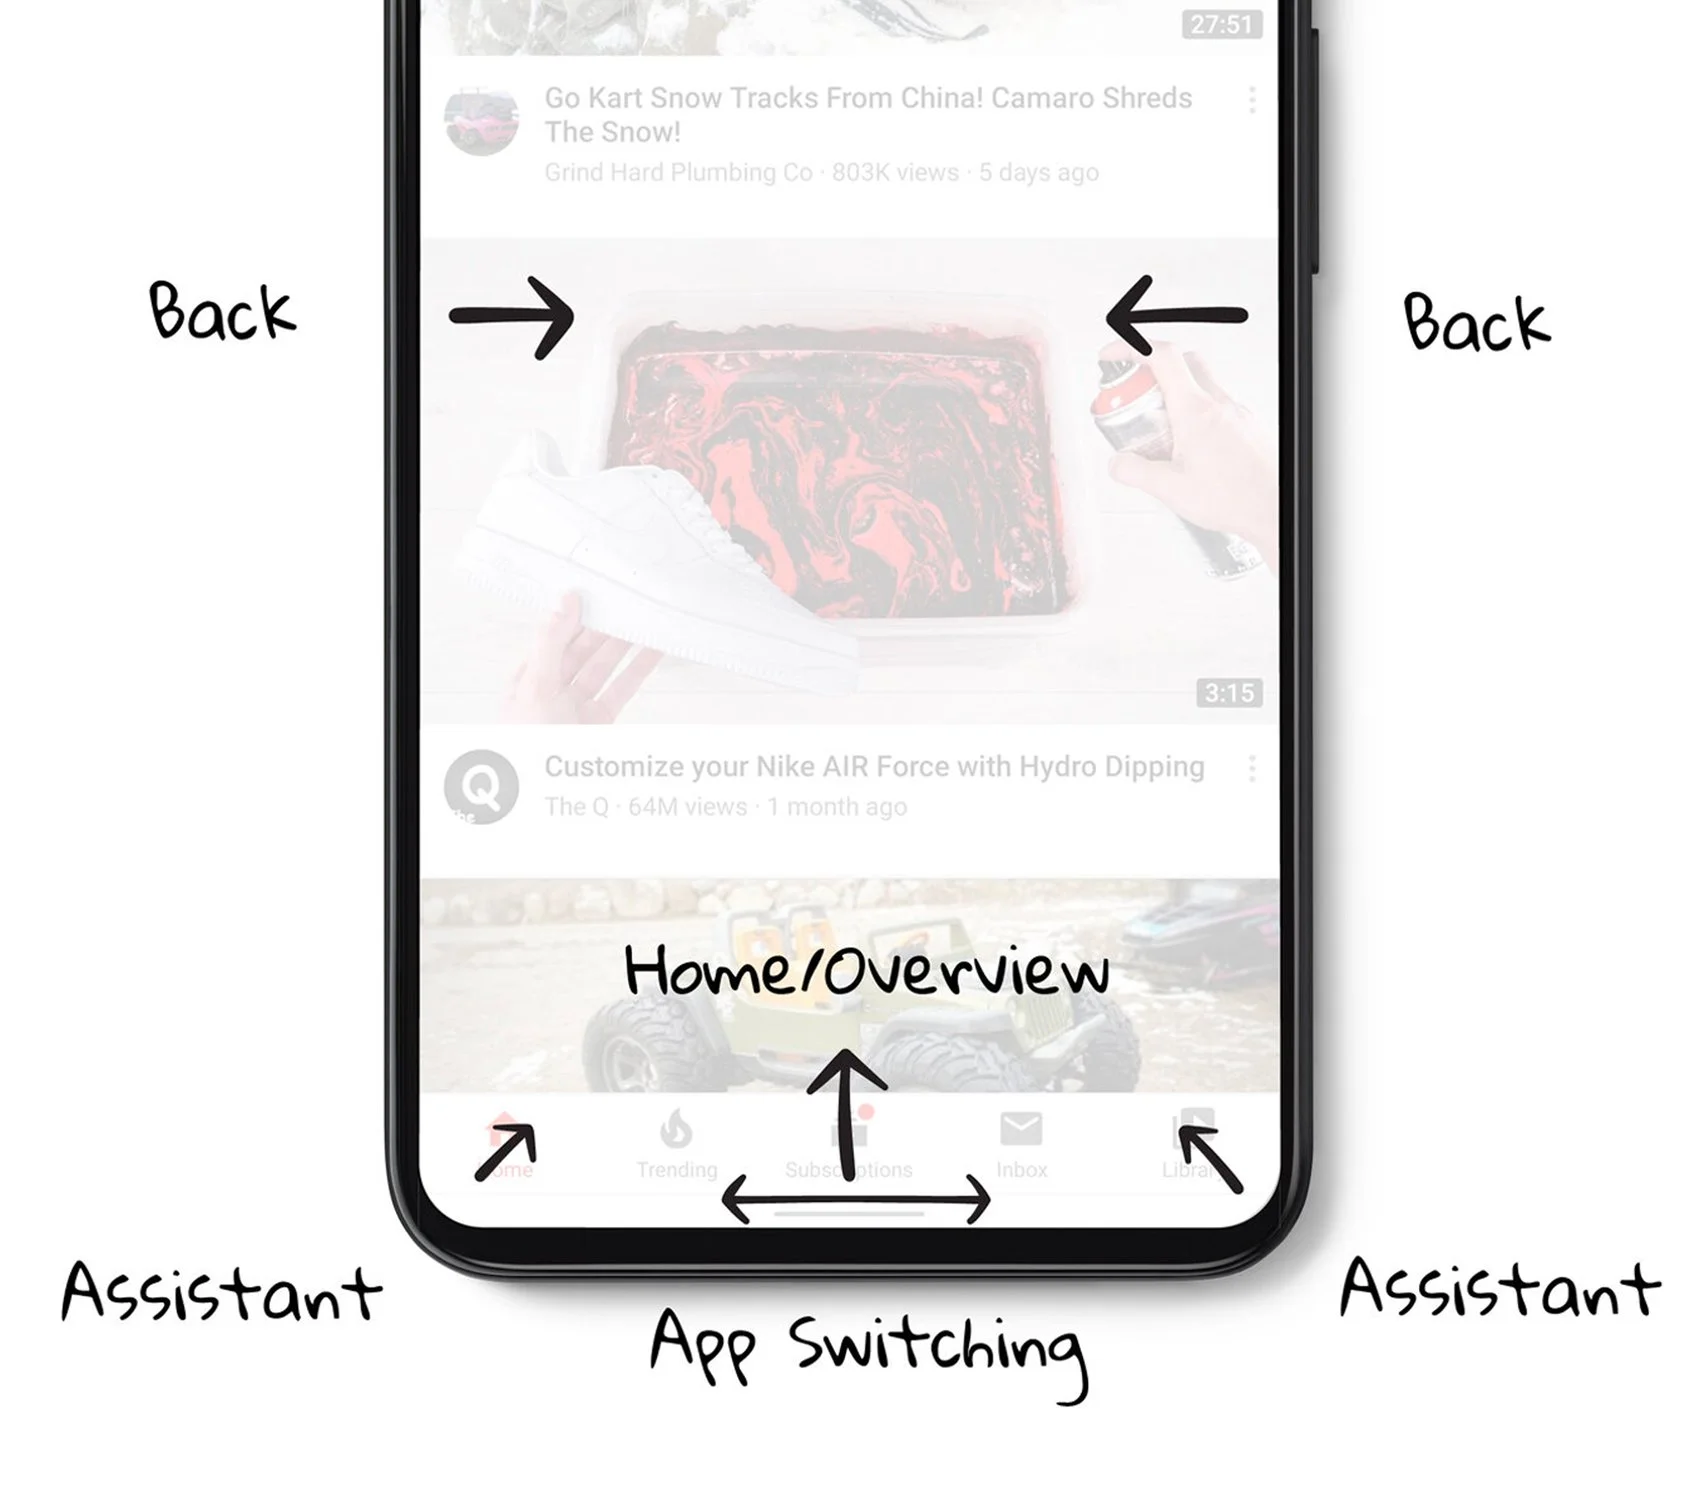 27:51
Go Kart Snow Tracks From China! Camaro Shreds
The Snow!
Grind Hard Plumbing Co · 803K views · 5 days ago
Back
Back
3:15
Q
the
Customize your Nike AIR Force with Hydro Dipping
The Q · 64M views · 1 month ago
Home/Overview
Trending
Inbox
Assistant
Assistant
App Switching